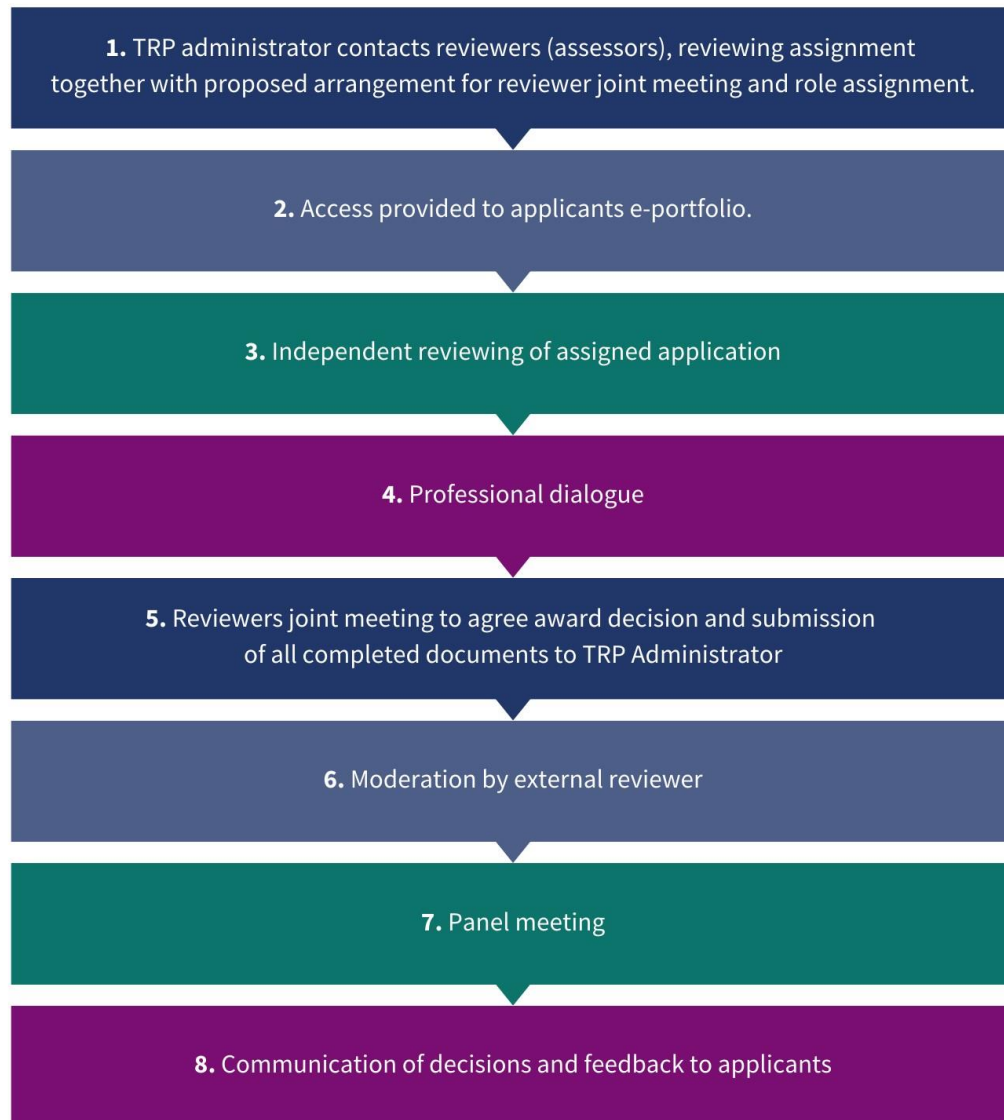 1. TRP administrator contacts reviewers (assessors), reviewing assignment
together with proposed arrangement for reviewer joint meeting and role assignment.
2. Access provided to applicants e-portfolio.
3. Independent reviewing of assigned application
4. Professional dialogue
5. Reviewers joint meeting to agree award decision and submission
of all completed documents to TRP Administrator
6. Moderation by external reviewer
7. Panel meeting
8. Communication of decisions and feedback to applicants